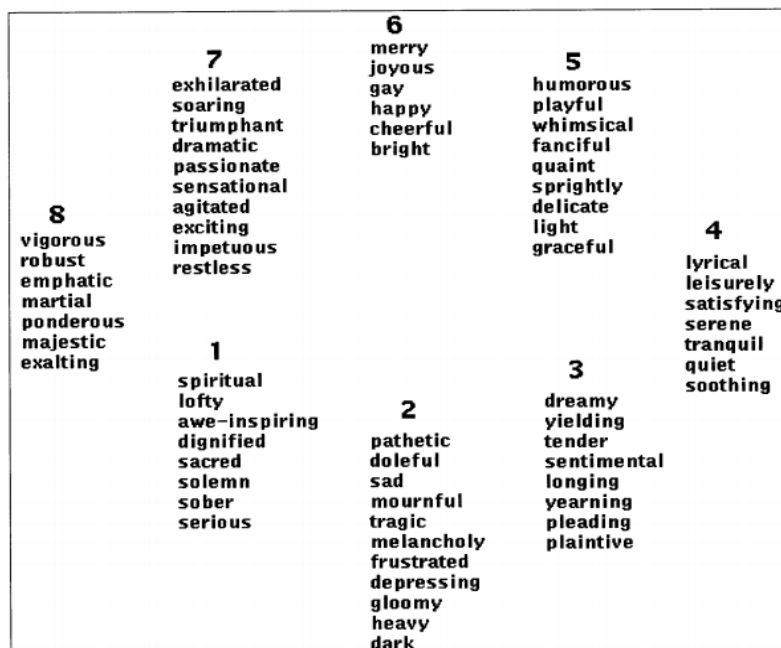 6
merry
joyous
gay
happy
cheerful
bright
7
exhilarated
soaring
triumphant
dramatic
passionate
sensational
agitated
exciting
impetuous
restless
5
humorous
playful
whimsical
fanciful
quaint
sprightly
delicate
light
graceful
8
vigorous
robust
emphatic
martial
ponderous
majestic
exalting
4
lyrical
leisurely
satisfying
serene
tranquil
quiet
soothing
1
spiritual
lofty
awe-inspiring
dignified
sacred
solemn
sober
serious
2
pathetic
doleful
sad
mournful
tragic
melancholy
frustrated
depressing
gloomy
heavy
dark
3
dreamy
yielding
tender
sentimental
longing
yearning
pleading
plaintive